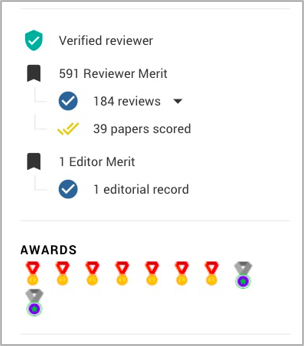 Verified reviewer
591 Reviewer Merit
184 reviews
39 papers scored
1 Editor Merit
1 editorial record
AWARDS